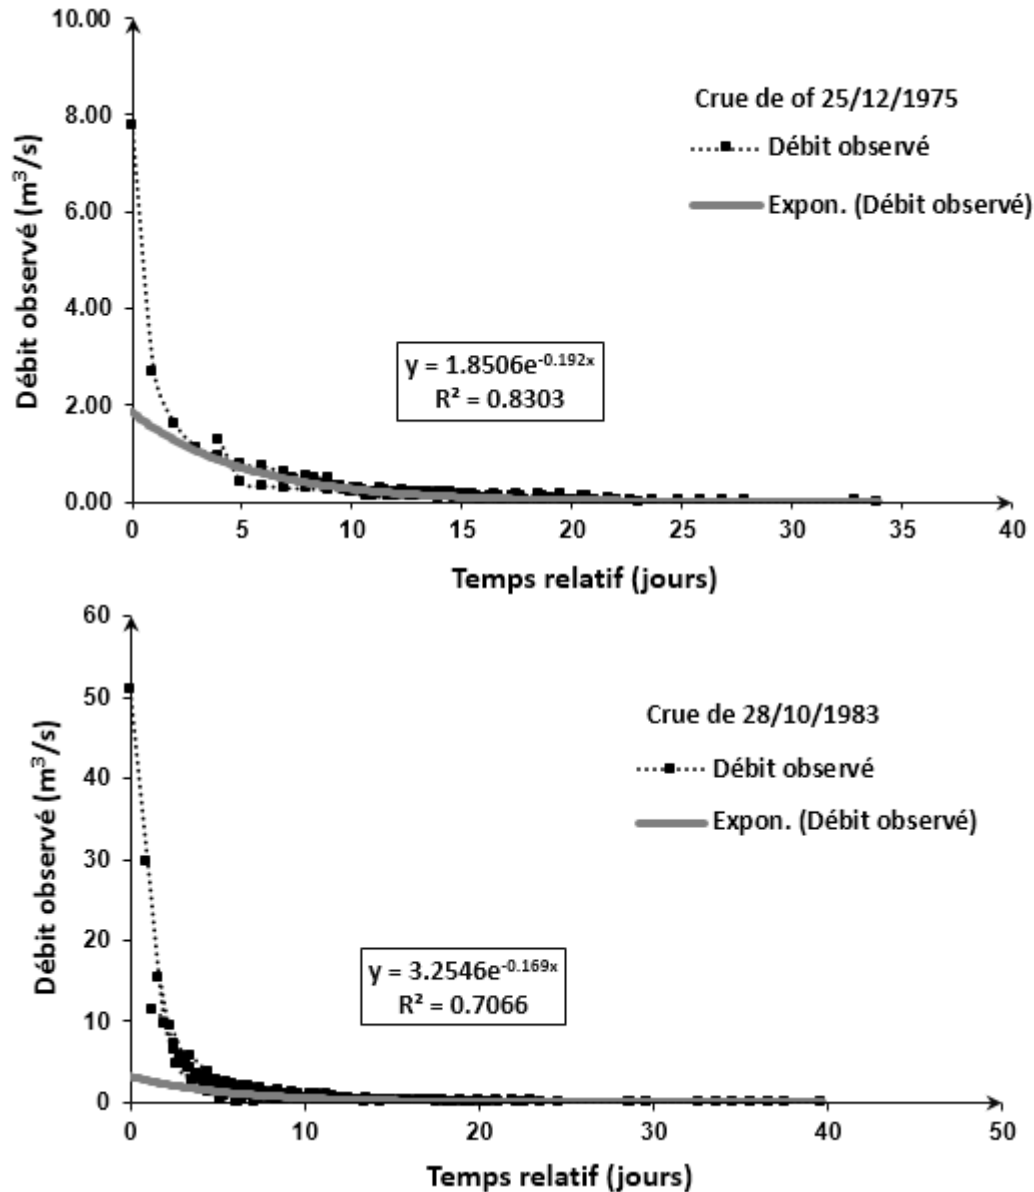 10.00
8.00
6.00
4.00
2.00
0.00
Débit observé (m³/s)
Crue de of 25/12/1975
Débit observé
Expon. (Débit observé)
y = 1.8506e^-0.192x
R² = 0.8303
0 5 10 15 20 25 30 35 40
Temps relatif (jours)
60
50
40
30
20
10
0
Débit observé (m³/s)
Crue de 28/10/1983
Débit observé
Expon. (Débit observé)
y = 3.2546e^-0.169x
R² = 0.7066
0 10 20 30 40 50
Temps relatif (jours)